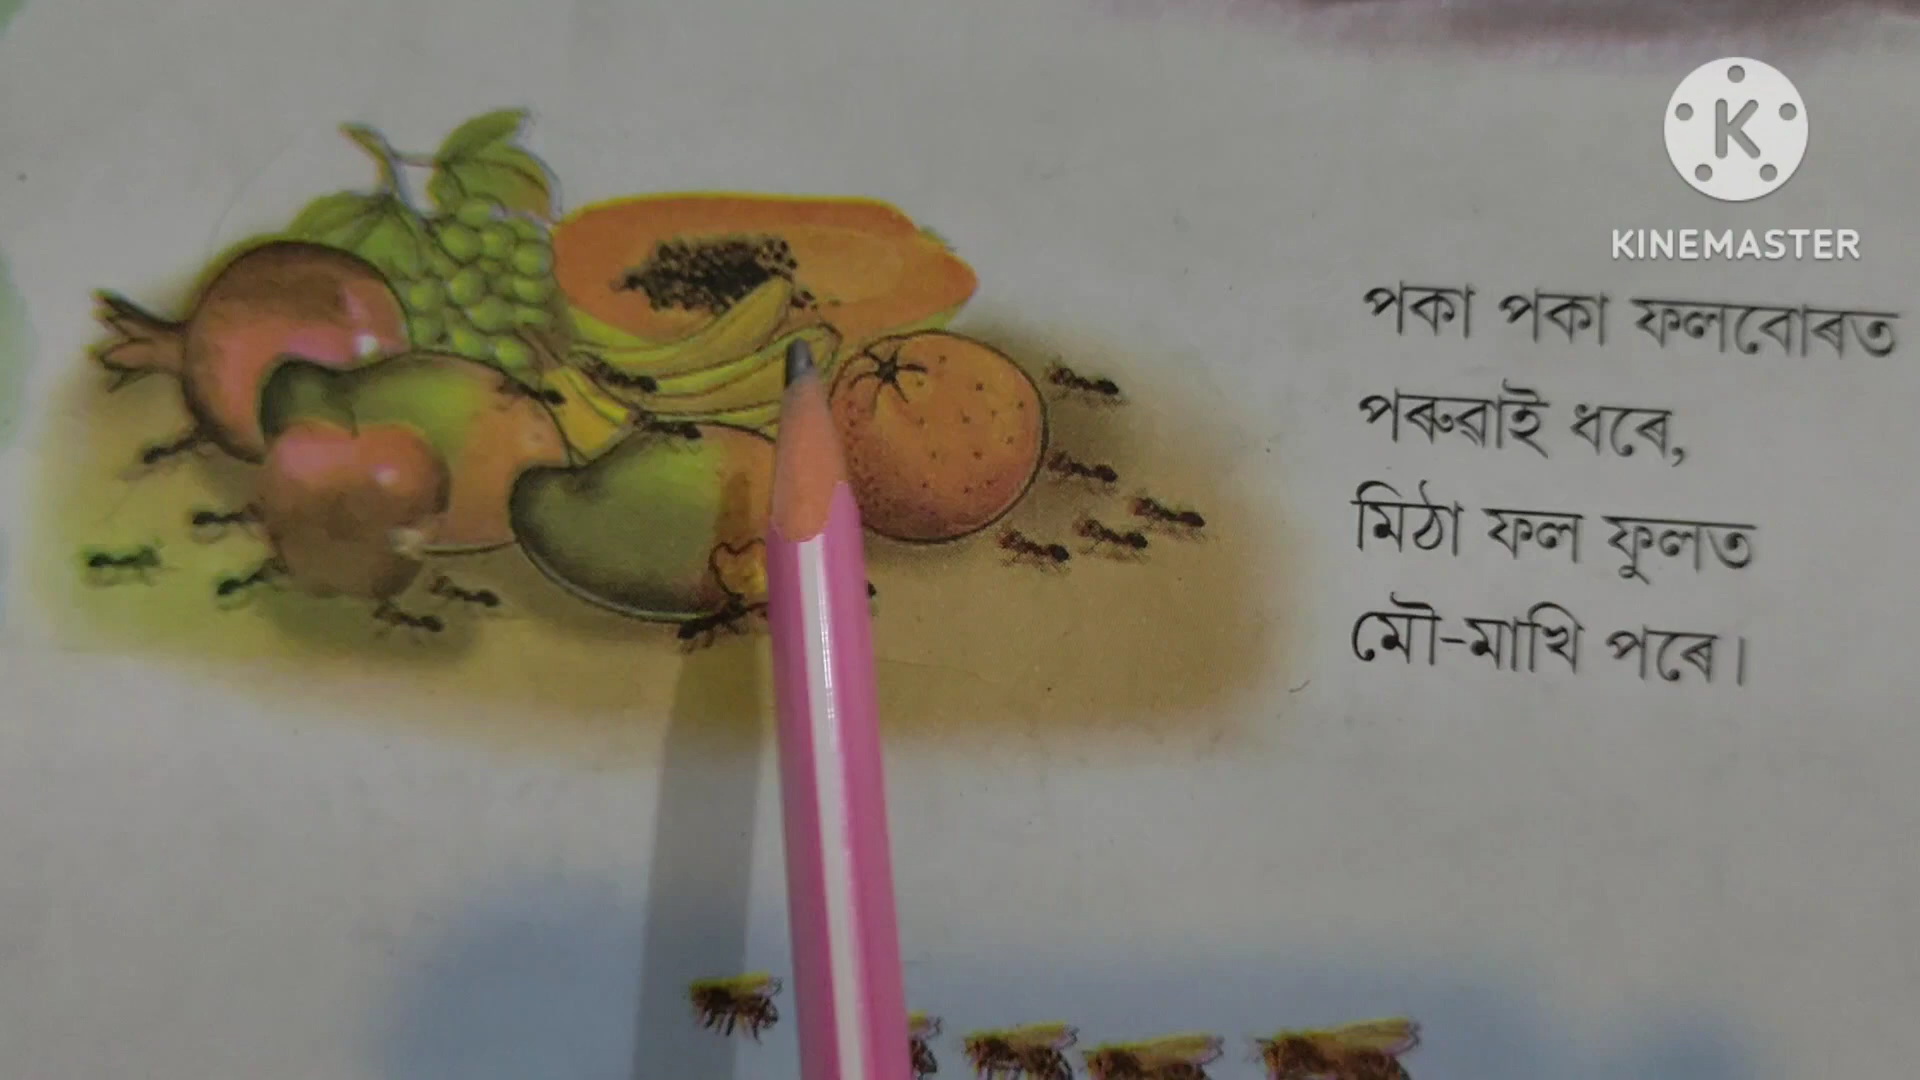 KINEMASTER
পকা পকা ফলবোৰত
পৰুৱাই ধৰে,
মিঠা ফল ফুলত
মৌ-মাখি পৰে।